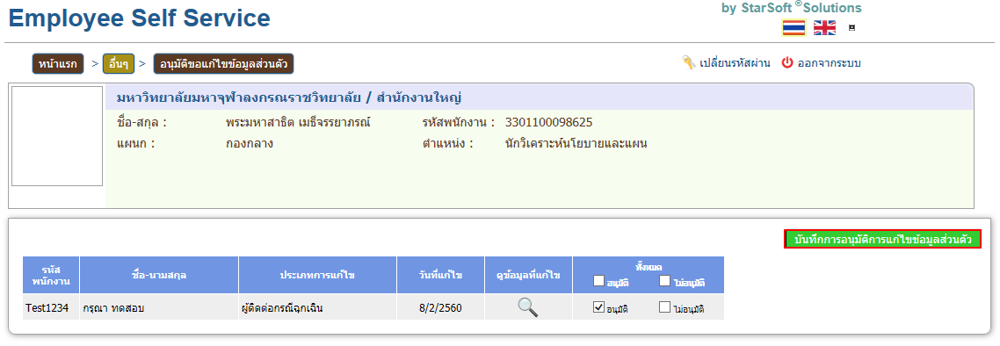 Employee Self Service
by StarSoft ®Solutions
หน้าแรก > อื่นๆ > อนุมัติขอแก้ไขข้อมูลส่วนตัว
เปลี่ยนรหัสผ่าน ออกจากระบบ
มหาวิทยาลัยมหาจุฬาลงกรณราชวิทยาลัย / สำนักงานใหญ่
ชื่อ-สกุล : พระมหาสาธิต เมธีจรรยาภรณ์ รหัสพนักงาน : 3301100098625
แผนก : กองกลาง ตำแหน่ง : นักวิเคราะห์นโยบายและแผน
บันทึกการอนุมัติการแก้ไขข้อมูลส่วนตัว
รหัส
พนักงาน
ชื่อ-นามสกุล
ประเภทการแก้ไข
วันที่แก้ไข
ดูข้อมูลที่แก้ไข
ทั้งหมด
อนุมัติ ไม่อนุมัติ
Test1234 กรุณา ทดสอบ ผู้ติดต่อกรณีฉุกเฉิน 8/2/2560 อนุมัติ ไม่อนุมัติ